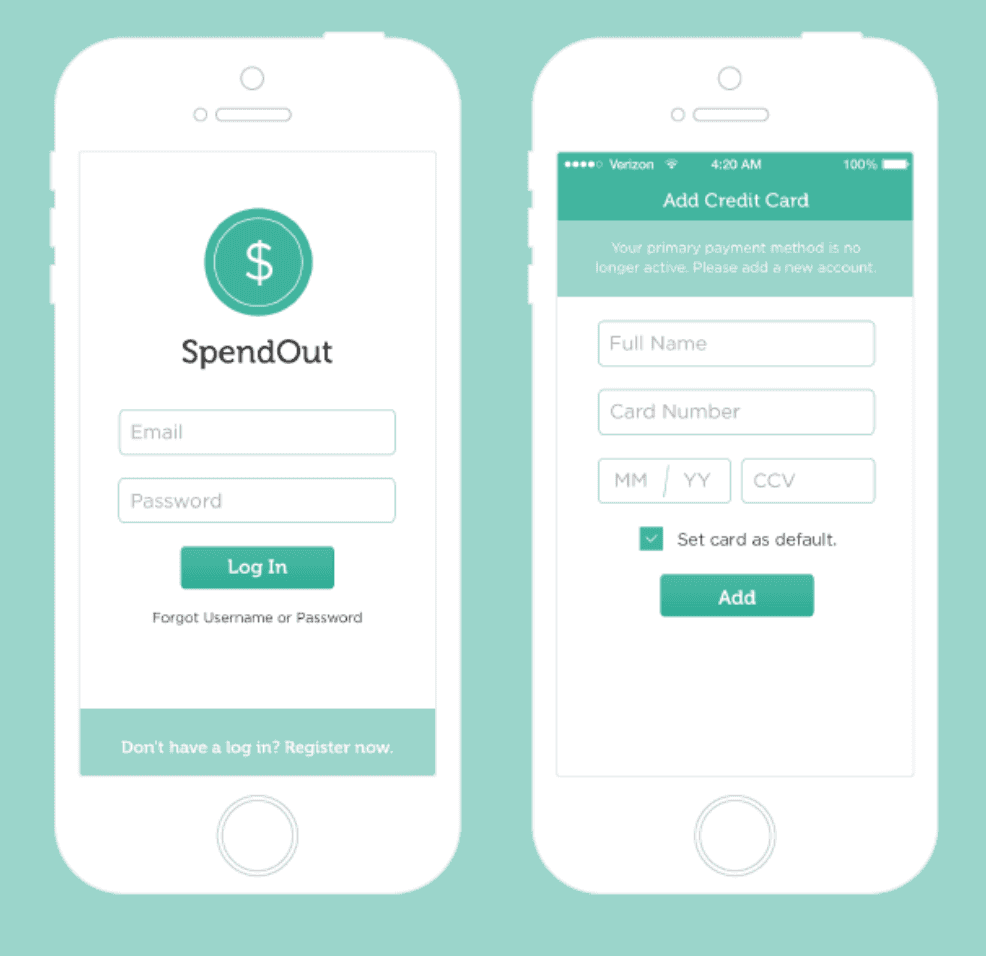 $
SpendOut
Email
Password
Log In
Forgot Username or Password
Don't have a log in? Register now.
Verizon 4:20 AM 100%
Add Credit Card
Your primary payment method is no
longer active. Please add a new account.
Full Name
Card Number
MM / YY CCV
Set card as default.
Add